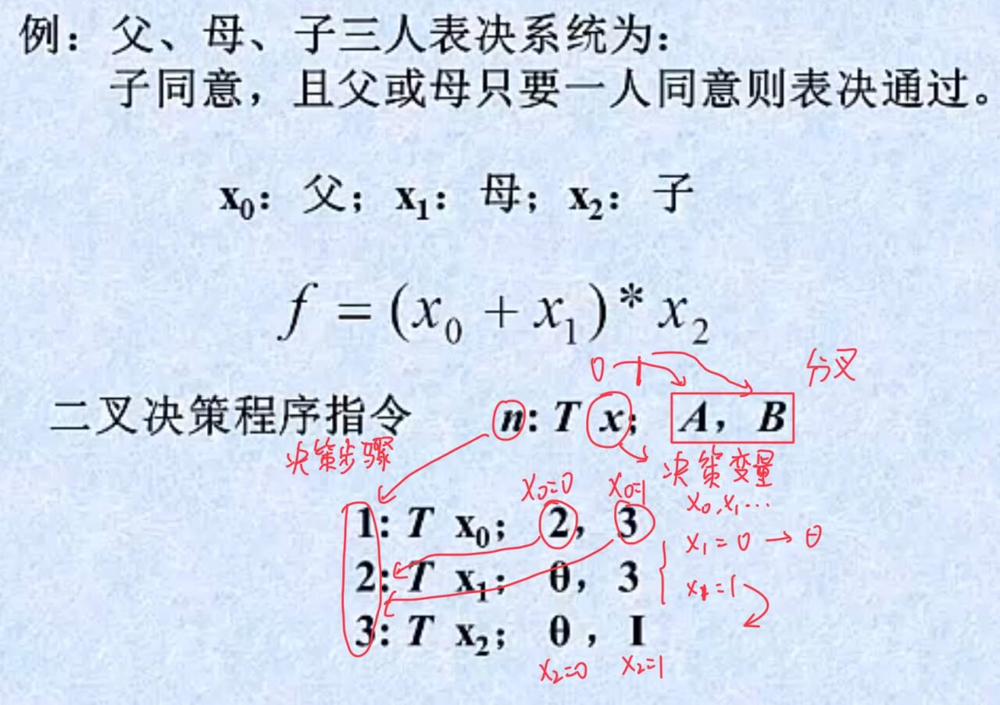 例：父、母、子三人表决系统为：
子同意，且父或母只要一人同意则表决通过。
x₀：父；x₁：母；x₂：子
f = (x₀ + x₁) * x₂
0 1 分叉
二叉决策程序指令 n: T x; A, B
决策步骤 决策变量
x₀=0 x₀=1 x₀,x₁...
1: T x₀; 2, 3
x₁=0 → θ
2: T x₁; θ, 3
x₁=1
3: T x₂; θ, I
x₂=0 x₂=1